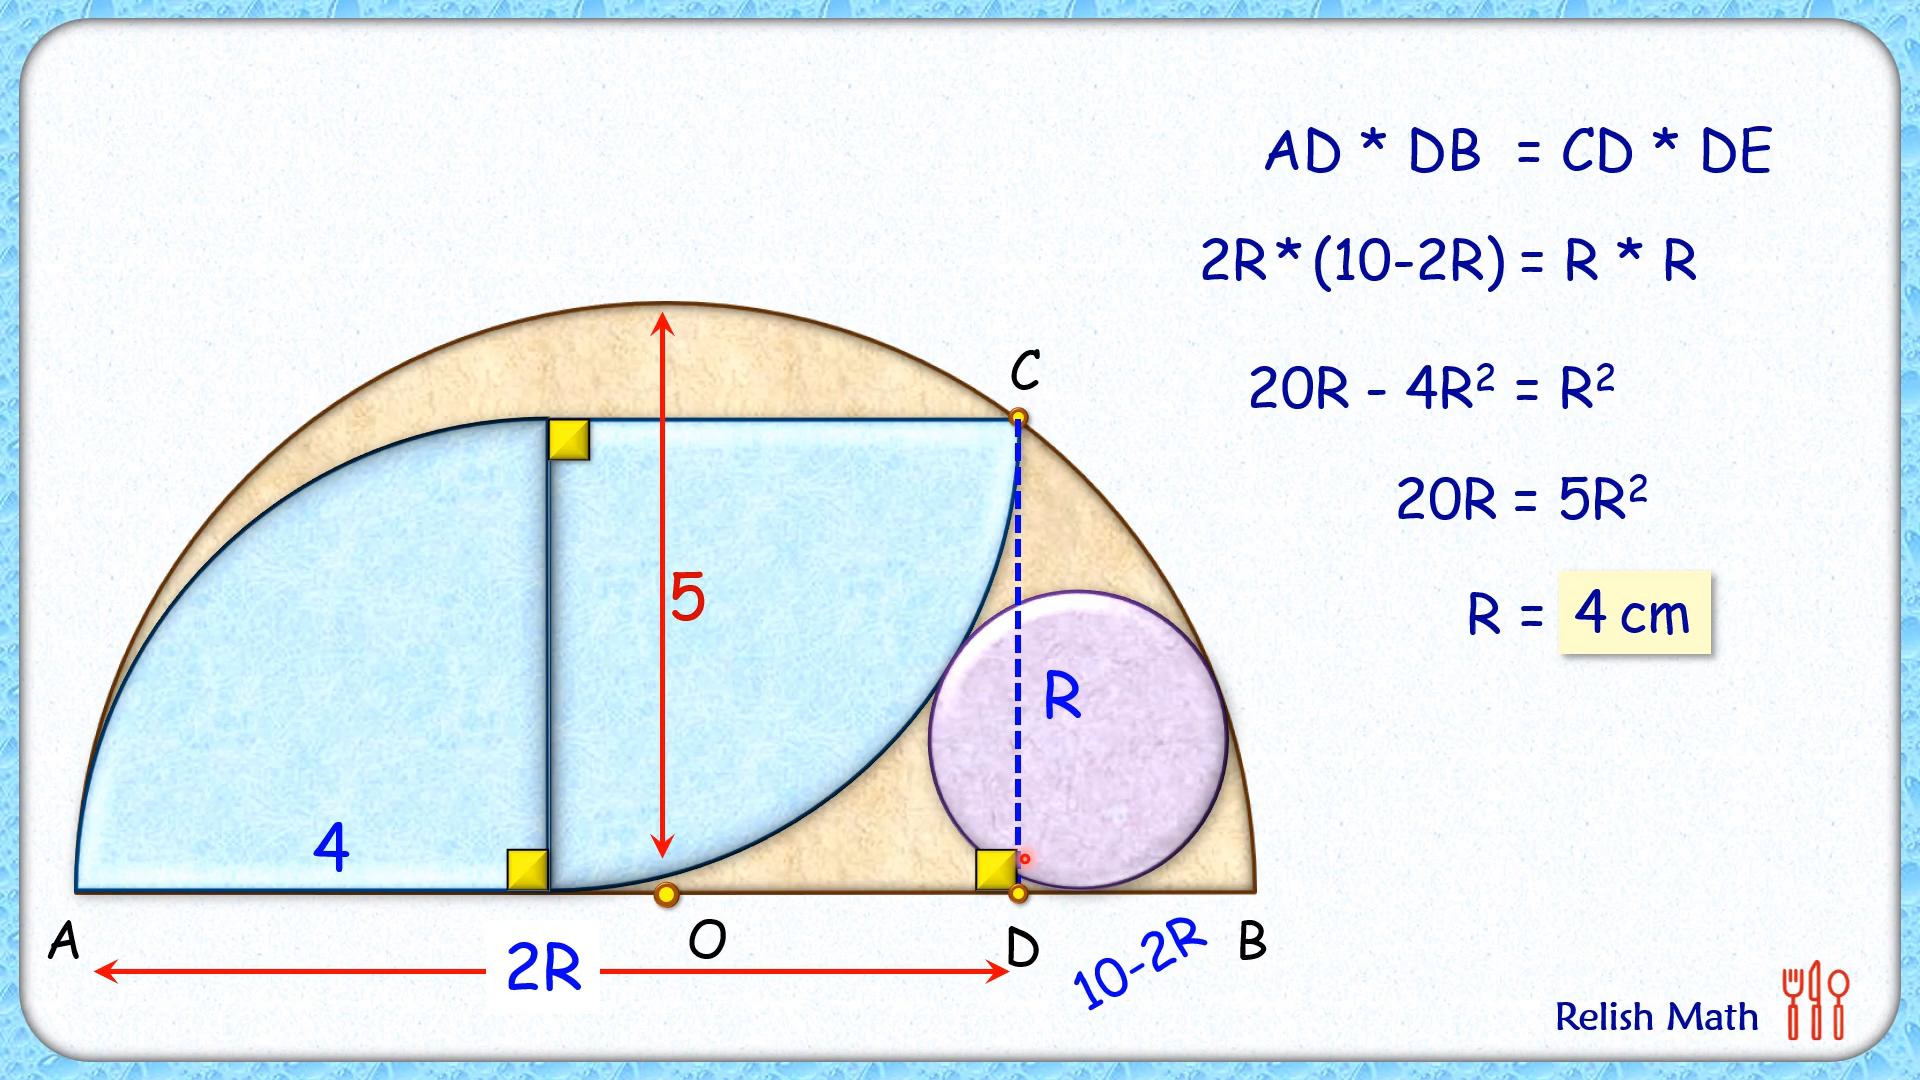 AD * DB = CD * DE
2R*(10-2R) = R * R
20R - 4R² = R²
20R = 5R²
R = 4 cm
C
5
R
4
A
O
D
B
2R
10-2R
Relish Math